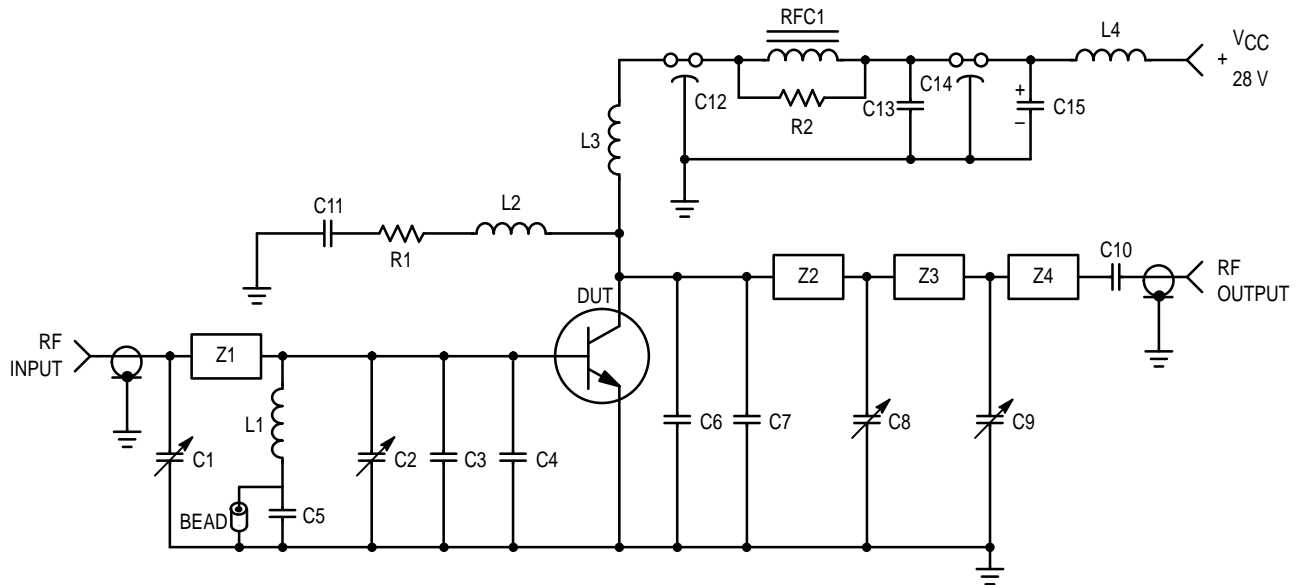 RFC1
L4
VCC
+
28 V
C12
R2
C13
C14
+
–
C15
L3
C11
R1
L2
C10
RF
OUTPUT
Z2
Z3
Z4
DUT
RF
INPUT
Z1
L1
C1
C2
C3
C4
C6
C7
C8
C9
BEAD
C5